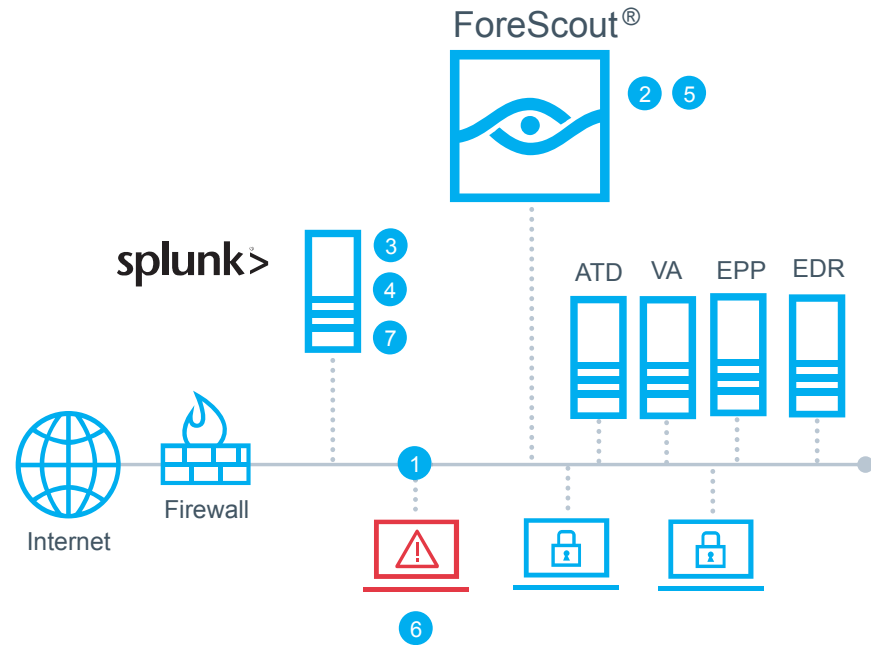 ForeScout®
2 5
splunk>
3
4
7
ATD VA EPP EDR
1
Internet
Firewall
6